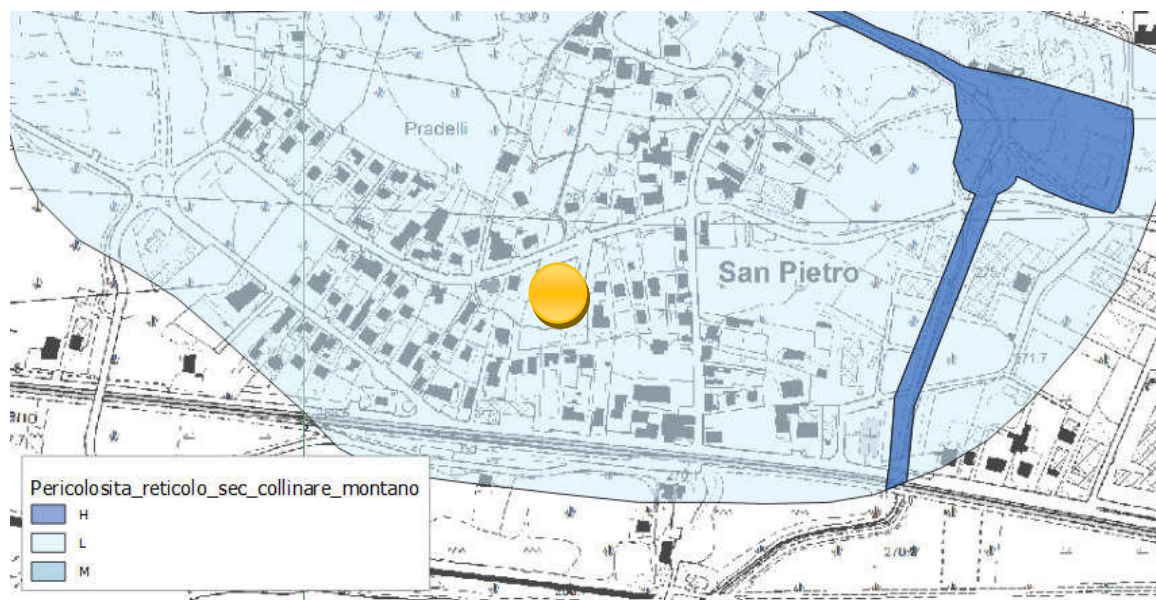 Pradelli
San Pietro
Pericolosita_reticolo_sec_collinare_montano
H
L
M